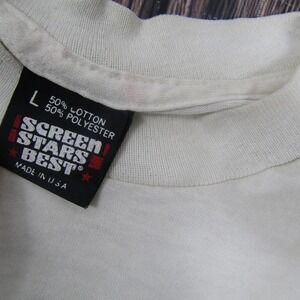 L
50% COTTON
50% POLYESTER
SCREEN
STARS
BEST®
MADE IN U S A